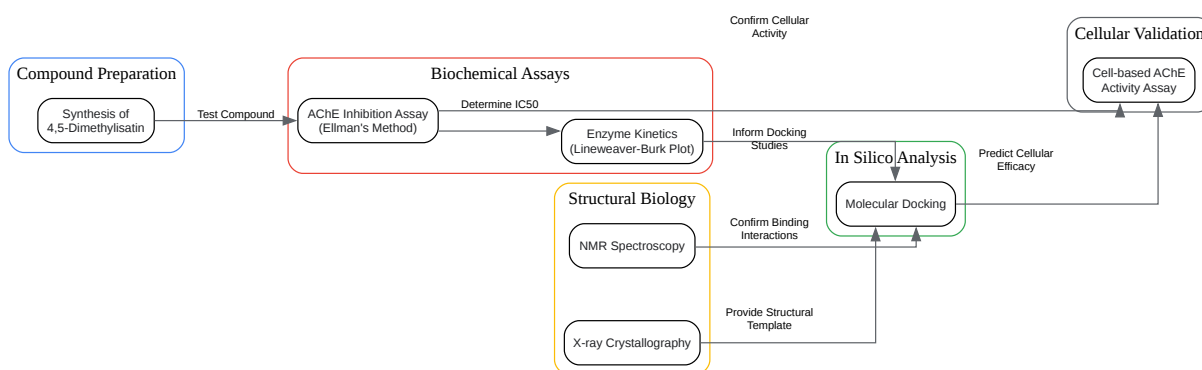 Confirm Cellular
Activity
Cellular Validation
Cell-based AChE
Activity Assay
Compound Preparation
Synthesis of
4,5-Dimethylisatin
Test Compound
Biochemical Assays
AChE Inhibition Assay
(Ellman's Method)
Determine IC50
Enzyme Kinetics
(Lineweaver-Burk Plot)
Inform Docking
Studies
In Silico Analysis
Molecular Docking
Predict Cellular
Efficacy
Structural Biology
NMR Spectroscopy
Confirm Binding
Interactions
X-ray Crystallography
Provide Structural
Template